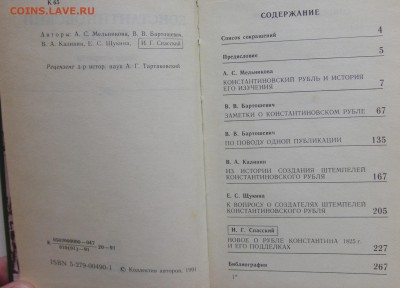 COINSS.LAVE.RU
К 65
Авторы: А. С. Мельникова, В. В. Бартошевич,
В. А. Калинин, Е. С. Щукина, И. Г. Спасский
Рецензент д-р истор. наук А. Г. Тартаковский
ISBN 5-279-00490-1
© Коллектив авторов, 1991
СОДЕРЖАНИЕ
Список сокращений 4
Предисловие 5
А. С. Мельникова
КОНСТАНТИНОВСКИЙ РУБЛЬ И ИСТОРИЯ
ЕГО ИЗУЧЕНИЯ 7
В. В. Бартошевич
ЗАМЕТКИ О КОНСТАНТИНОВСКОМ РУБЛЕ 67
В. В. Бартошевич
ПО ПОВОДУ ОДНОЙ ПУБЛИКАЦИИ 135
В. А. Калинин
ИЗ ИСТОРИИ СОЗДАНИЯ ШТЕМПЕЛЕЙ
КОНСТАНТИНОВСКОГО РУБЛЯ 167
Е. С. Щукина
К ВОПРОСУ О СОЗДАТЕЛЯХ ШТЕМПЕЛЕЙ
КОНСТАНТИНОВСКОГО РУБЛЯ 205
И. Г. Спасский
НОВОЕ О РУБЛЕ КОНСТАНТИНА 1825 г.
И ЕГО ПОДДЕЛКАХ 227
Библиография 267
1*